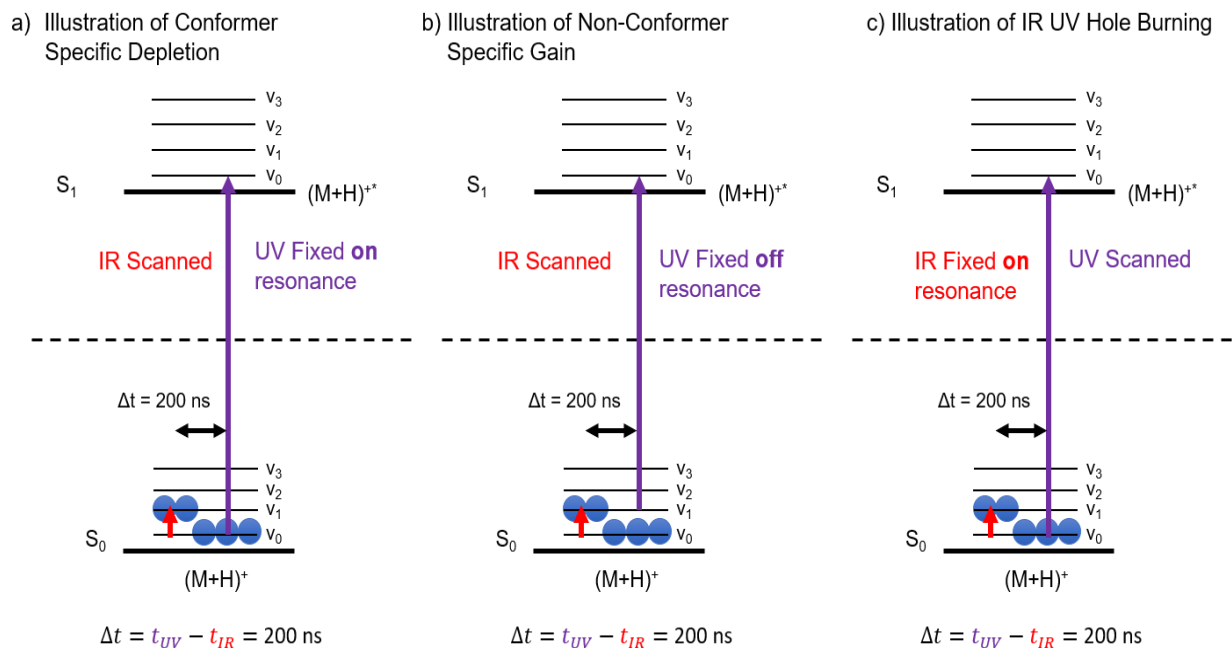 a) Illustration of Conformer
Specific Depletion
v3
v2
v1
v0
S1
(M+H)+*
IR Scanned
UV Fixed on
resonance
Δt = 200 ns
v3
v2
v1
v0
S0
(M+H)+
Δt = tUV − tIR = 200 ns
b) Illustration of Non-Conformer
Specific Gain
v3
v2
v1
v0
S1
(M+H)+*
IR Scanned
UV Fixed off
resonance
Δt = 200 ns
v3
v2
v1
v0
S0
(M+H)+
Δt = tUV − tIR = 200 ns
c) Illustration of IR UV Hole Burning
v3
v2
v1
v0
S1
(M+H)+*
IR Fixed on
resonance
UV Scanned
Δt = 200 ns
v3
v2
v1
v0
S0
(M+H)+
Δt = tUV − tIR = 200 ns